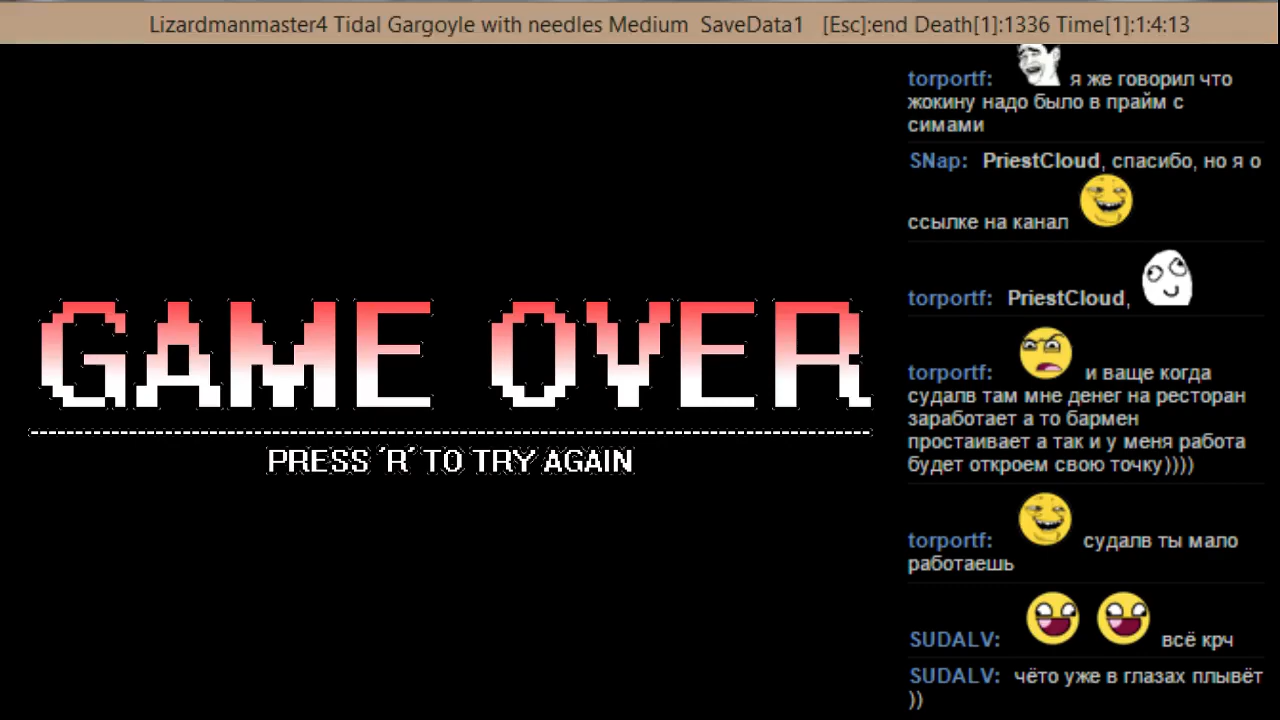 Lizardmanmaster4 Tidal Gargoyle with needles Medium  SaveData1   [Esc]:end Death[1]:1336 Time[1]:1:4:13
GAME OVER
PRESS 'R' TO TRY AGAIN
torportf: я же говорил что
жокину надо было в прайм с
симами
SNap: PriestCloud, спасибо, но я о
ссылке на канал
torportf: PriestCloud,
torportf: и ваще когда
судалв там мне денег на ресторан
заработает а то бармен
простаивает а так и у меня работа
будет откроем свою точку))))
torportf: судалв ты мало
работаешь
SUDALV: всё крч
SUDALV: чёто уже в глазах плывёт
))